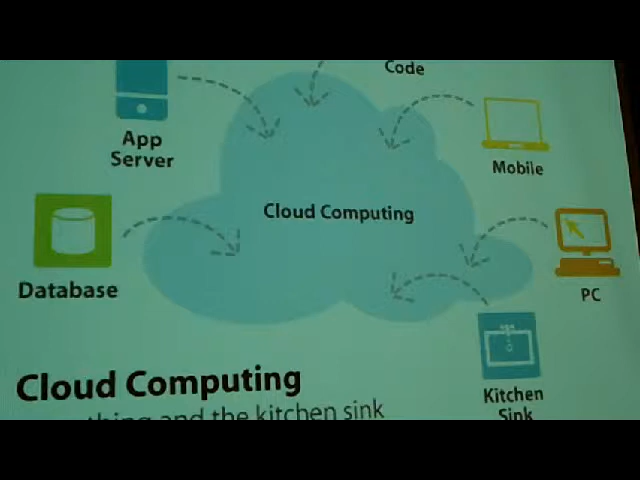 Code
App
Server
Mobile
Cloud Computing
Database
PC
Cloud Computing
thing and the kitchen sink
Kitchen
Sink